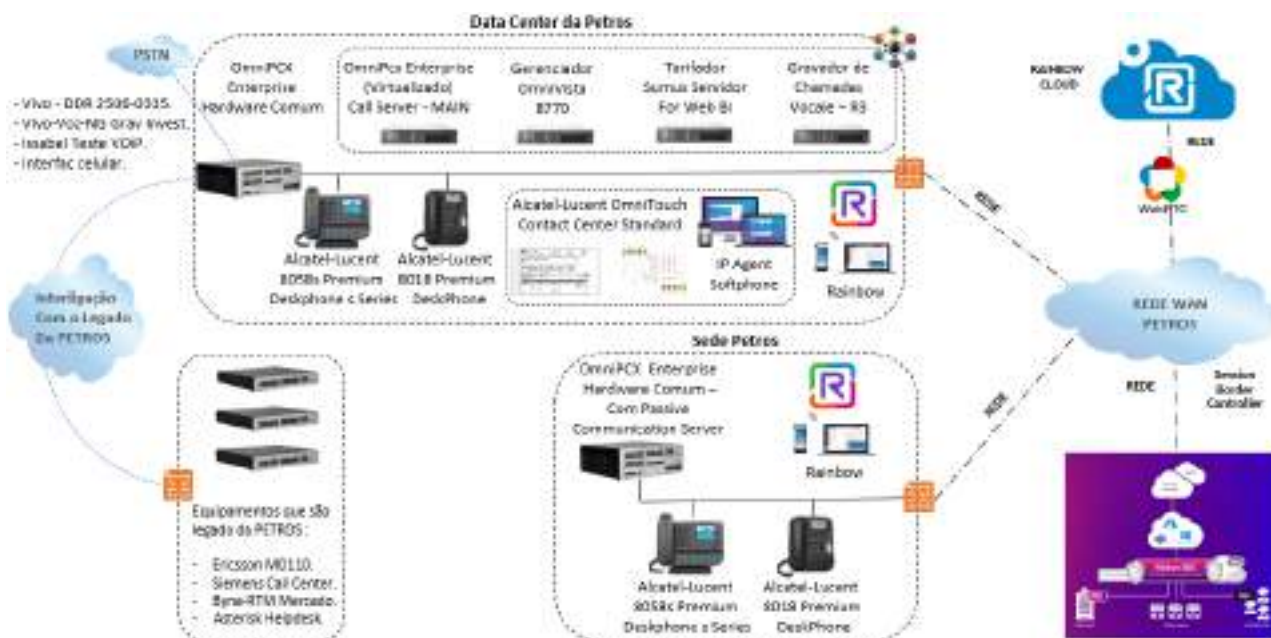 Data Center da Petros
PSTN
- Vivo - DDR 2506-0335.
- Vivo-Voz-NG Grav Invest.
- Issabel Teste VOIP.
- Interfac celular.
OmniPCX
Enterprise
Hardware Comum
OmniPcx Enterprise
(Virtualizado)
Call Server - MAIN
Gerenciador
OmniVista
8770
Tarifador
Sumus Servidor
For Web BI
Gravador de
Chamadas
Vocale – R3
Alcatel-Lucent
8058s Premium
Deskphone s Series
Alcatel-Lucent
8018 Premium
DeskPhone
Alcatel-Lucent OmniTouch
Contact Center Standard
IP Agent
Softphone
Rainbow
Interligação
Com o Legado
Da PETROS
Equipamentos que são
legado da PETROS :
- Ericsson MD110.
- Siemens Call Center.
- Byne-RTM Mercado.
- Asterisk Helpdesk.
Sede Petros
OmniPCX Enterprise
Hardware Comum –
Com Passive
Communication Server
Rainbow
Alcatel-Lucent
8058s Premium
Deskphone s Series
Alcatel-Lucent
8018 Premium
DeskPhone
RAINBOW
CLOUD
REDE
WebRTC
REDE
REDE WAN
PETROS
REDE
REDE
Session
Border
Controller